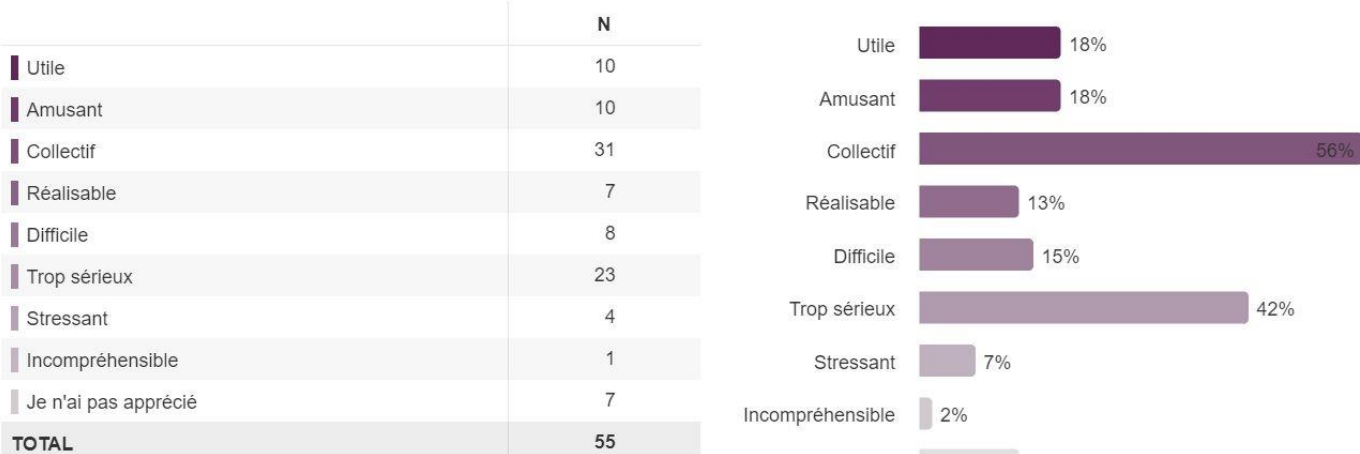 N
Utile 10
Amusant 10
Collectif 31
Réalisable 7
Difficile 8
Trop sérieux 23
Stressant 4
Incompréhensible 1
Je n'ai pas apprécié 7
TOTAL 55
Utile 18%
Amusant 18%
Collectif 56%
Réalisable 13%
Difficile 15%
Trop sérieux 42%
Stressant 7%
Incompréhensible 2%